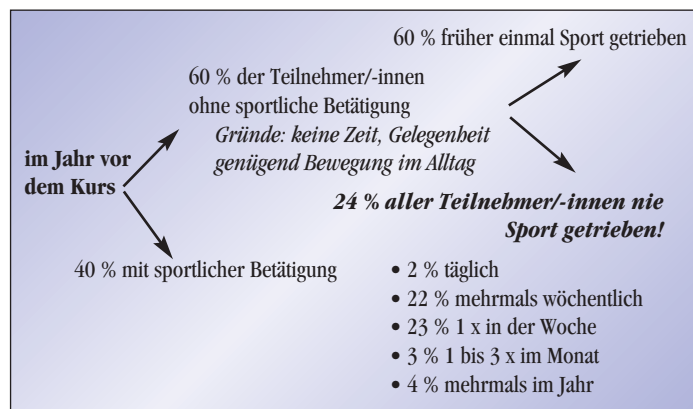 60 % früher einmal Sport getrieben
60 % der Teilnehmer/-innen
ohne sportliche Betätigung
Gründe: keine Zeit, Gelegenheit
genügend Bewegung im Alltag
im Jahr vor
dem Kurs
24 % aller Teilnehmer/-innen nie
Sport getrieben!
40 % mit sportlicher Betätigung
• 2 % täglich
• 22 % mehrmals wöchentlich
• 23 % 1 x in der Woche
• 3 % 1 bis 3 x im Monat
• 4 % mehrmals im Jahr